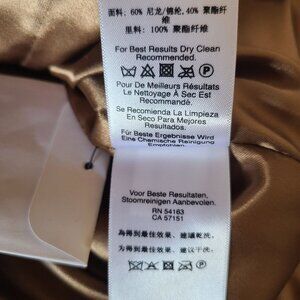 面料: 60% 尼龙/锦纶, 40% 聚酯纤
维
里料: 100% 聚酯纤维
For Best Results Dry Clean
Recommended.
Pour De Meilleurs Résultats
Le Nettoyage À Sec Est
Recommandé.
Se Recomienda La Limpieza
En Seco Para Mejores
Resultados.
Für Beste Ergebnisse Wird
Eine Chemische Reinigung
Empfohlen.
Voor Beste Resultaten,
Stoomreinigen Aanbevolen.
RN 54163
CA 57151
為得到最佳效果, 建議乾洗。
为得到最佳效果, 建议干洗。